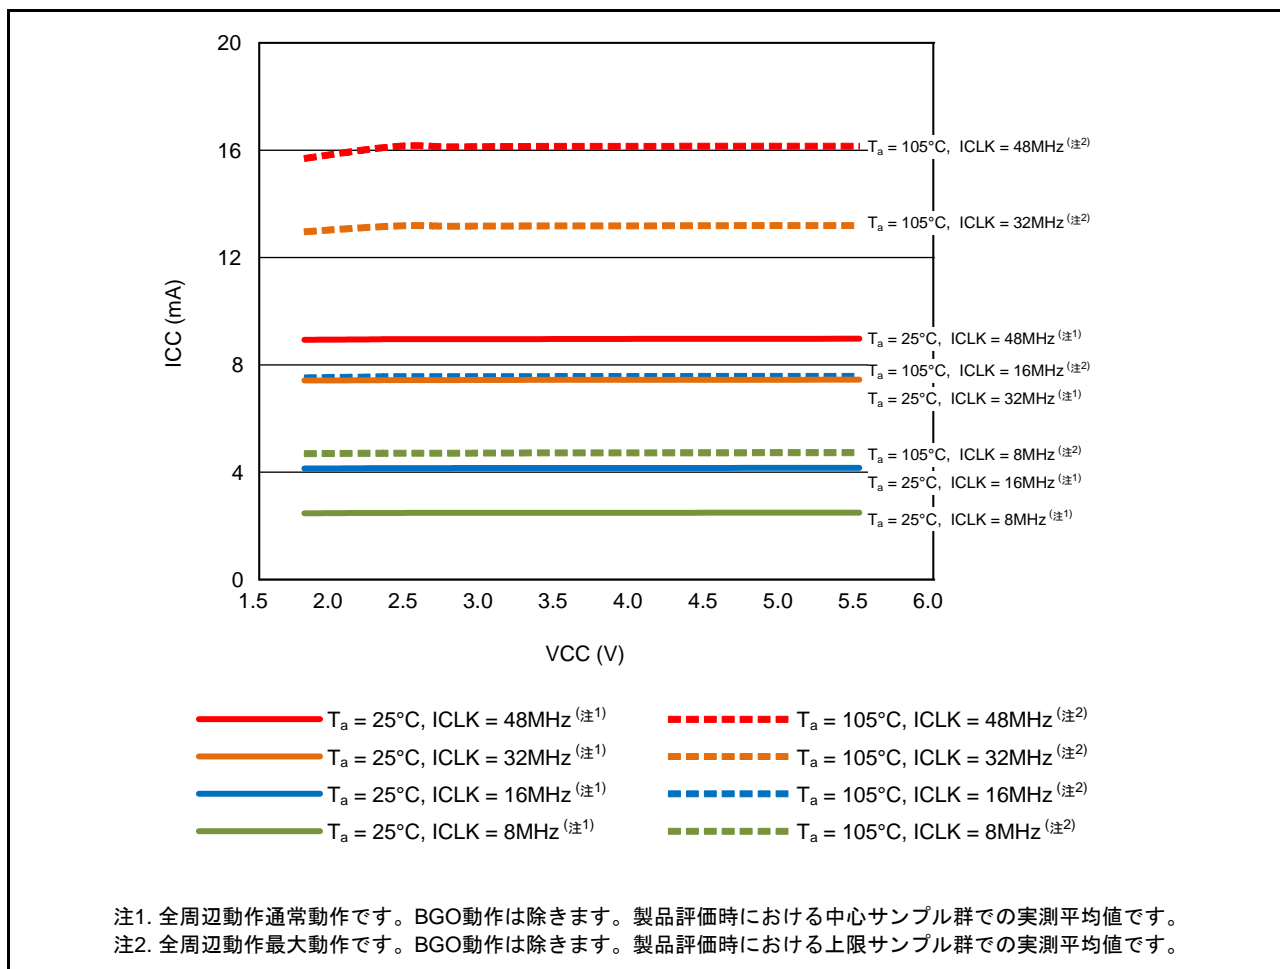 20
16
12
8
4
0
ICC (mA)
1.5 2.0 2.5 3.0 3.5 4.0 4.5 5.0 5.5 6.0
VCC (V)
Ta = 105°C, ICLK = 48MHz (注2)
Ta = 105°C, ICLK = 32MHz (注2)
Ta = 25°C, ICLK = 48MHz (注1)
Ta = 105°C, ICLK = 16MHz (注2)
Ta = 25°C, ICLK = 32MHz (注1)
Ta = 105°C, ICLK = 8MHz (注2)
Ta = 25°C, ICLK = 16MHz (注1)
Ta = 25°C, ICLK = 8MHz (注1)
Ta = 25°C, ICLK = 48MHz (注1)
Ta = 105°C, ICLK = 48MHz (注2)
Ta = 25°C, ICLK = 32MHz (注1)
Ta = 105°C, ICLK = 32MHz (注2)
Ta = 25°C, ICLK = 16MHz (注1)
Ta = 105°C, ICLK = 16MHz (注2)
Ta = 25°C, ICLK = 8MHz (注1)
Ta = 105°C, ICLK = 8MHz (注2)
注1. 全周辺動作通常動作です。BGO動作は除きます。製品評価時における中心サンプル群での実測平均値です。
注2. 全周辺動作最大動作です。BGO動作は除きます。製品評価時における上限サンプル群での実測平均値です。